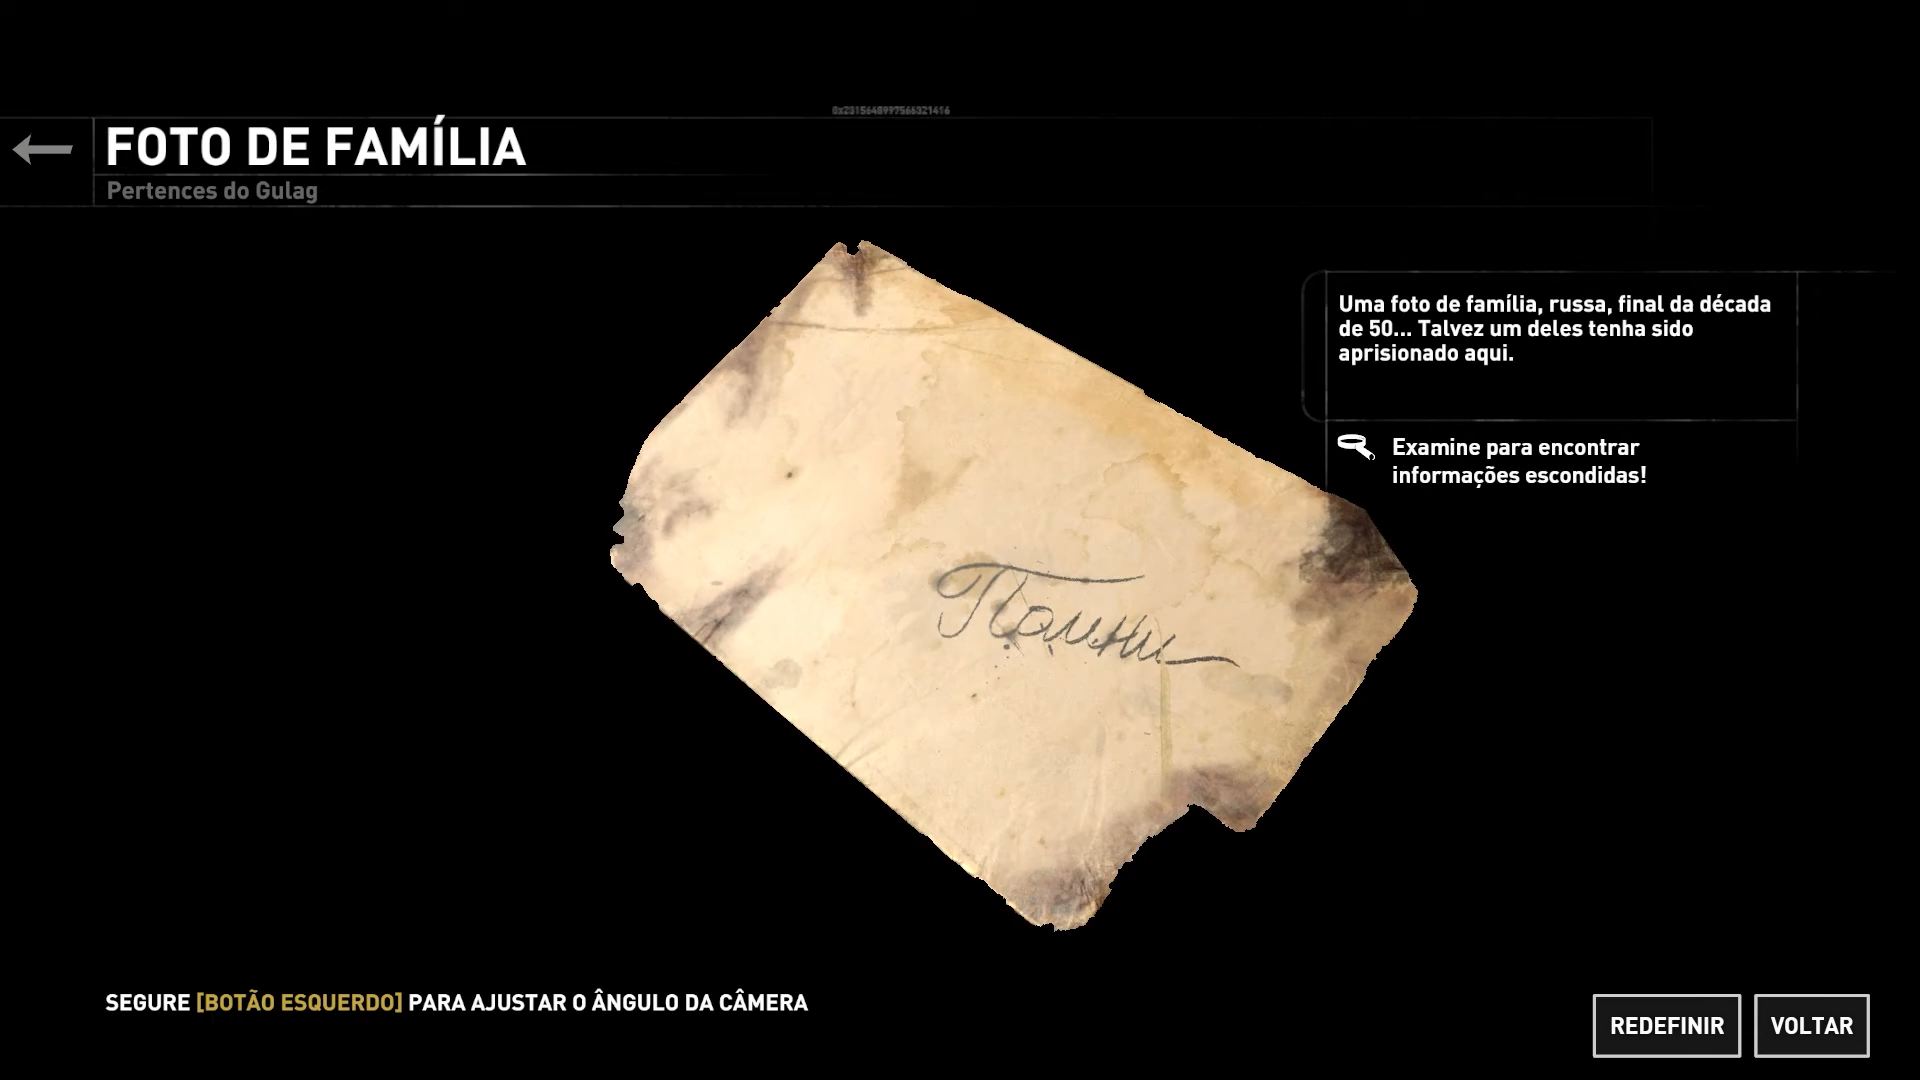 0x2315648997566321416
FOTO DE FAMÍLIA
Pertences do Gulag
Uma foto de família, russa, final da década
de 50... Talvez um deles tenha sido
aprisionado aqui.
Examine para encontrar
informações escondidas!
Помни
SEGURE [BOTÃO ESQUERDO] PARA AJUSTAR O ÂNGULO DA CÂMERA
REDEFINIR
VOLTAR